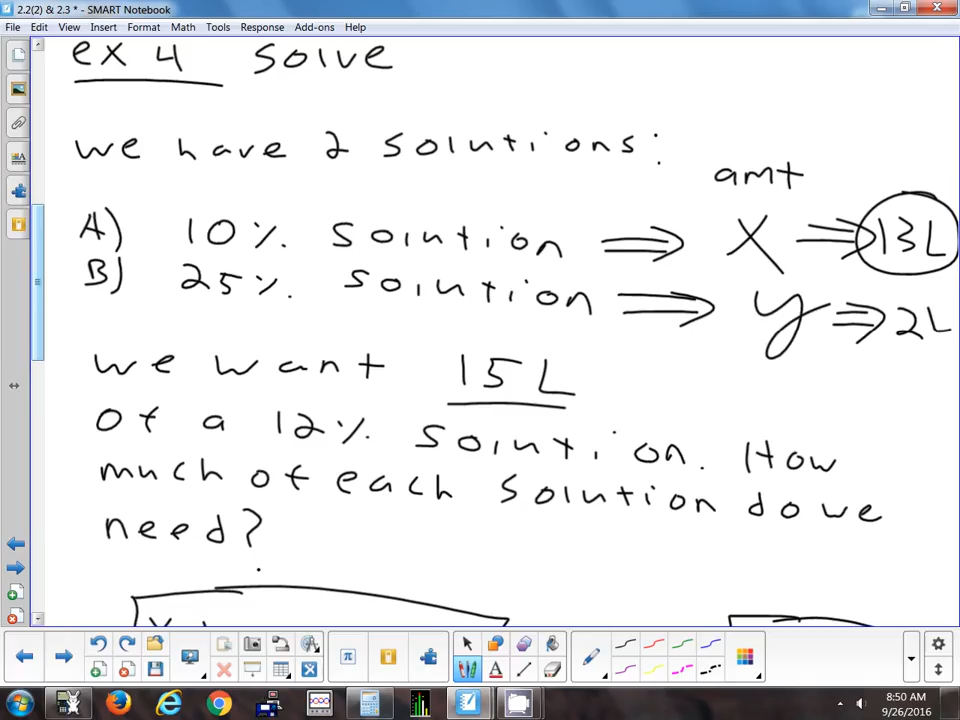 2.2(2) & 2.3 * - SMART Notebook
File Edit View Insert Format Math Tools Response Add-ons Help
ex 4 solve
we have 2 solutions:
amt
A) 10% solution ⇒ x ⇒ 13L
B) 25% solution ⇒ y ⇒ 2L
we want 15L
of a 12% solution. How
much of each solution do we
need?
8:50 AM
9/26/2016